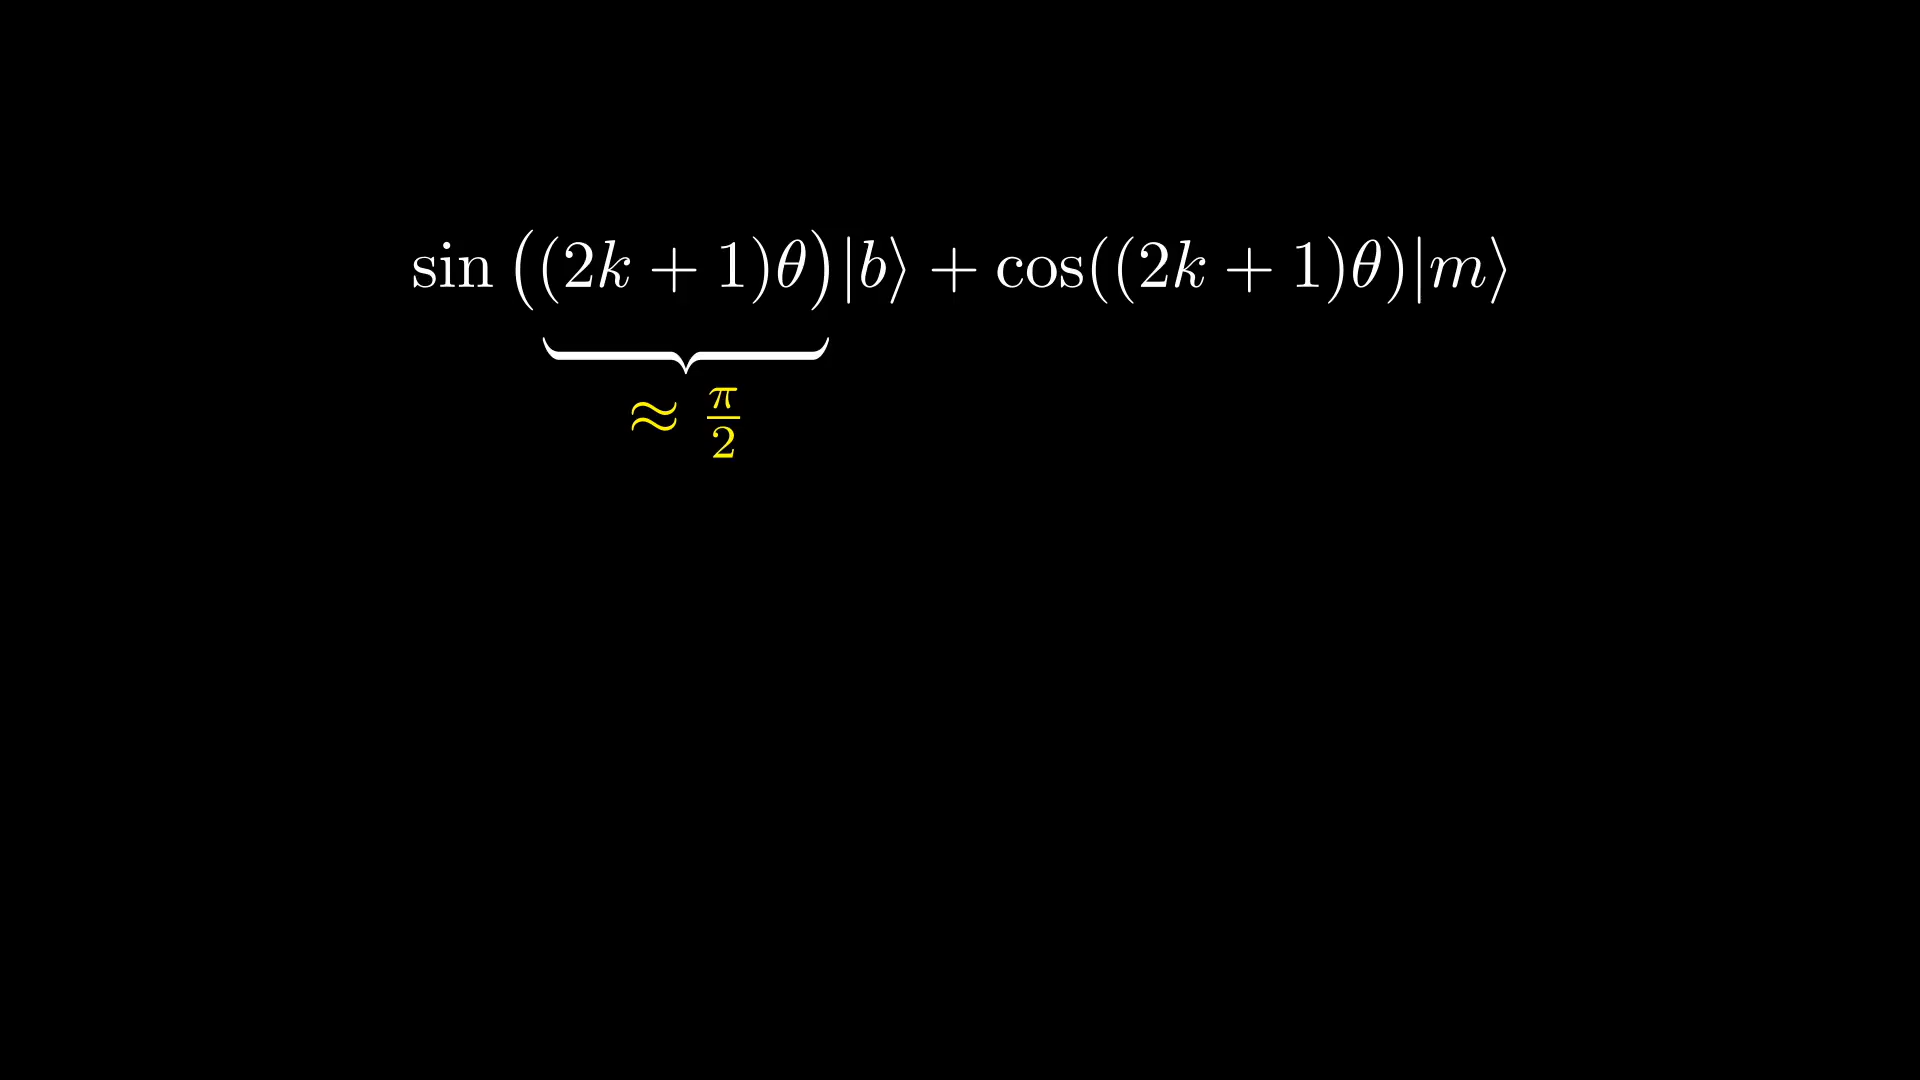 sin ((2k + 1)θ)|b⟩ + cos((2k + 1)θ)|m⟩
≈ π/2